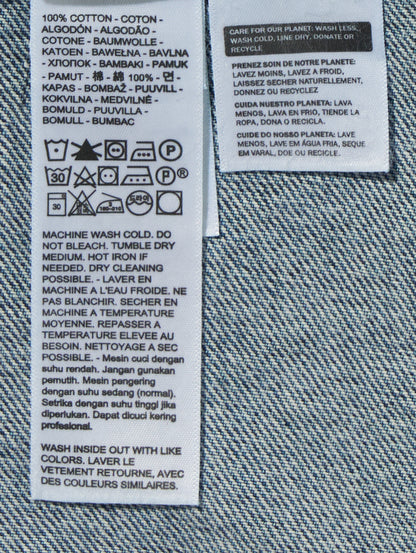 100% COTTON - COTON -
ALGODÓN - ALGODÃO -
COTONE - BAUMWOLLE -
KATOEN - BAWEŁNA - BAVLNA
- ХЛОПОК - BAMBAKI - PAMUK
- PAMUT - 棉 - 綿 100% - 면 -
KAPAS - BOMBAŽ - PUUVILL -
KOKVILNA - MEDVILNĖ -
BOMULD - PUUVILLA -
BOMULL - BUMBAC
P
30
P®
30
MACHINE WASH COLD. DO
NOT BLEACH. TUMBLE DRY
MEDIUM. HOT IRON IF
NEEDED. DRY CLEANING
POSSIBLE. - LAVER EN
MACHINE A L'EAU FROIDE. NE
PAS BLANCHIR. SECHER EN
MACHINE A TEMPERATURE
MOYENNE. REPASSER A
TEMPERATURE ELEVEE AU
BESOIN. NETTOYAGE A SEC
POSSIBLE. - Mesin cuci dengan
suhu rendah. Jangan gunakan
pemutih. Mesin pengering
dengan suhu sedang (normal).
Setrika dengan suhu tinggi jika
diperlukan. Dapat dicuci kering
profesional.
WASH INSIDE OUT WITH LIKE
COLORS. LAVER LE
VETEMENT RETOURNE, AVEC
DES COULEURS SIMILAIRES.
CARE FOR OUR PLANET: WASH LESS,
WASH COLD, LINE DRY, DONATE OR
RECYCLE
PRENEZ SOIN DE NOTRE PLANETE:
LAVEZ MOINS, LAVEZ A FROID,
LAISSEZ SECHER NATURELLEMENT,
DONNEZ OU RECYCLEZ
CUIDA NUESTRO PLANETA: LAVA
MENOS, LAVA EN FRIO, TIENDE LA
ROPA, DONA O RICICLA.
CUIDE DO NOSSO PLANETA: LAVE
MENOS, LAVE EM ÁGUA FRIA, SEQUE
EM VARAL, DOE OU RECICLE.